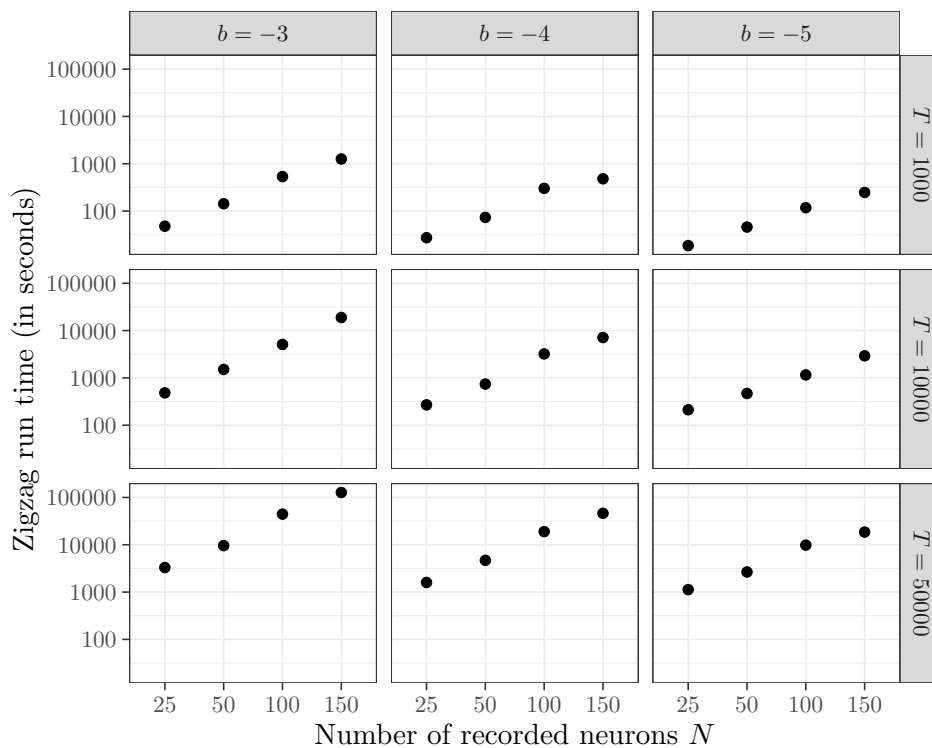 b = −3
b = −4
b = −5
100000
10000
1000
100
T = 1000
100000
10000
1000
100
T = 10000
100000
10000
1000
100
T = 50000
Zigzag run time (in seconds)
25 50 100 150
25 50 100 150
25 50 100 150
Number of recorded neurons N